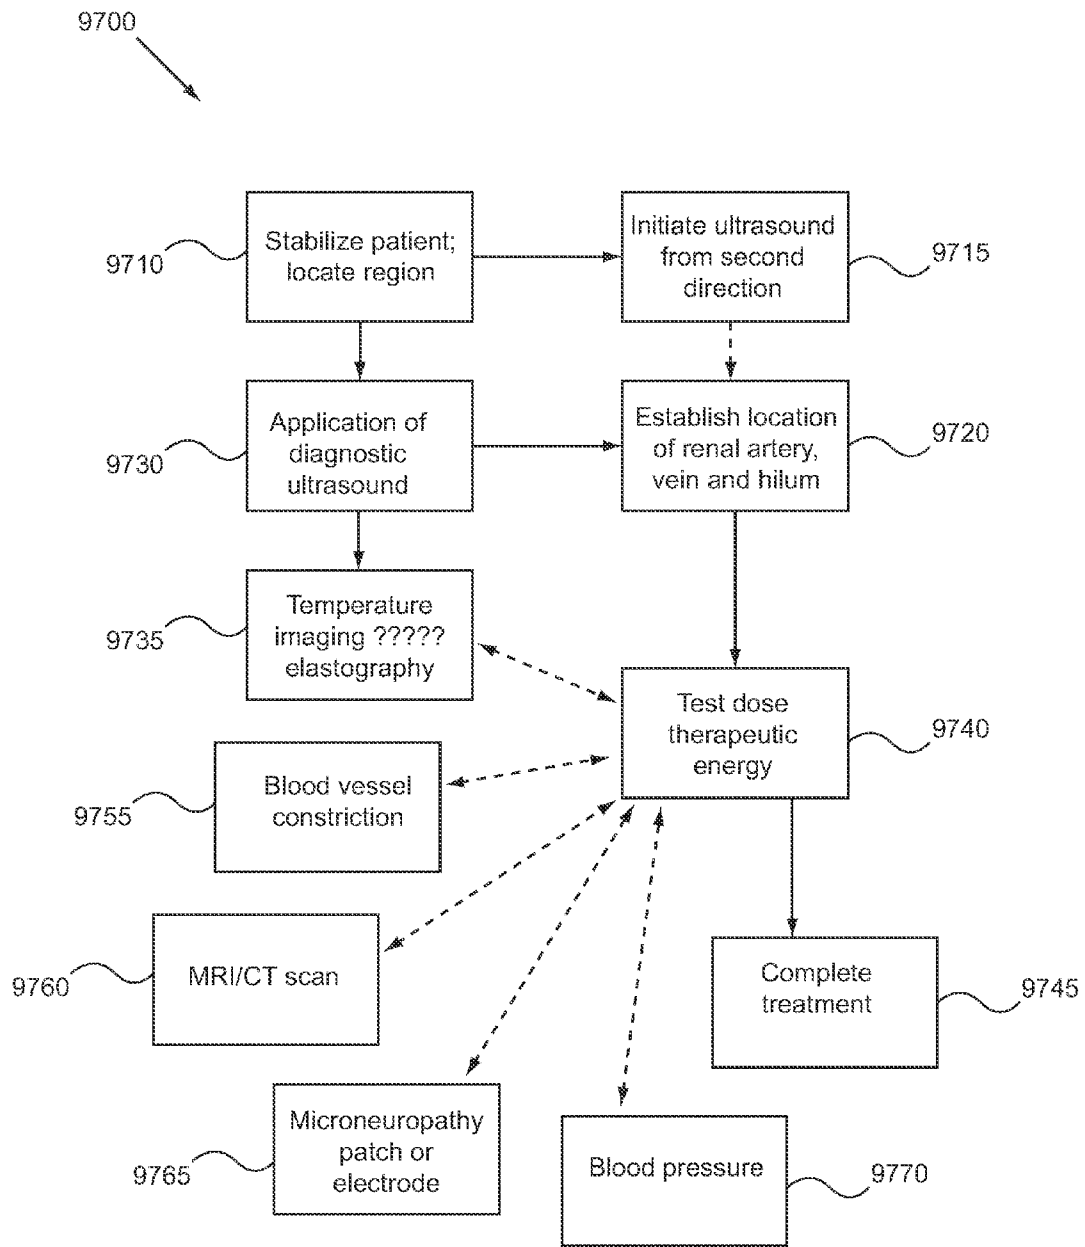 9700
9710
Stabilize patient;
locate region
Initiate ultrasound
from second
direction
9715
9730
Application of
diagnostic
ultrasound
Establish location
of renal artery,
vein and hilum
9720
9735
Temperature
imaging ?????
elastography
Test dose
therapeutic
energy
9740
9755
Blood vessel
constriction
9760
MRI/CT scan
Complete
treatment
9745
9765
Microneuropathy
patch or
electrode
Blood pressure
9770